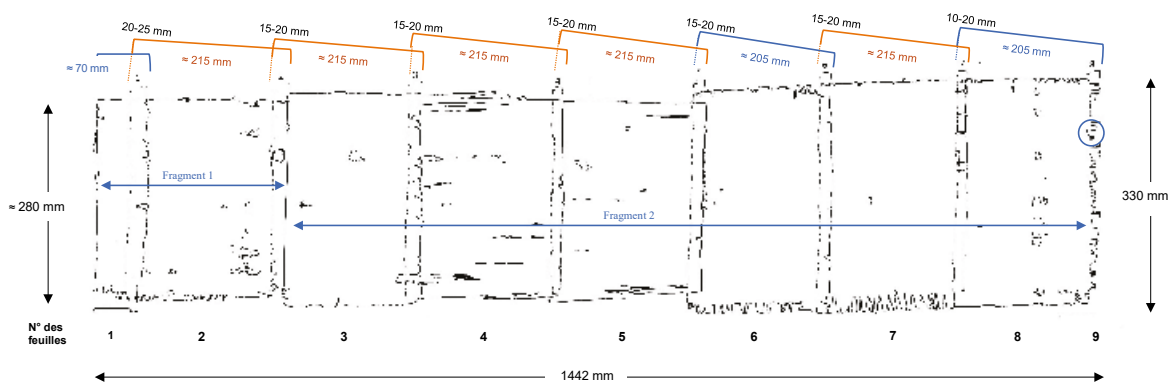 20-25 mm 15-20 mm 15-20 mm 15-20 mm 15-20 mm 15-20 mm 10-20 mm
≈ 70 mm ≈ 215 mm ≈ 215 mm ≈ 215 mm ≈ 215 mm ≈ 205 mm ≈ 215 mm ≈ 205 mm
Fragment 1
≈ 280 mm 330 mm
Fragment 2
N° des
feuilles 1 2 3 4 5 6 7 8 9
1442 mm